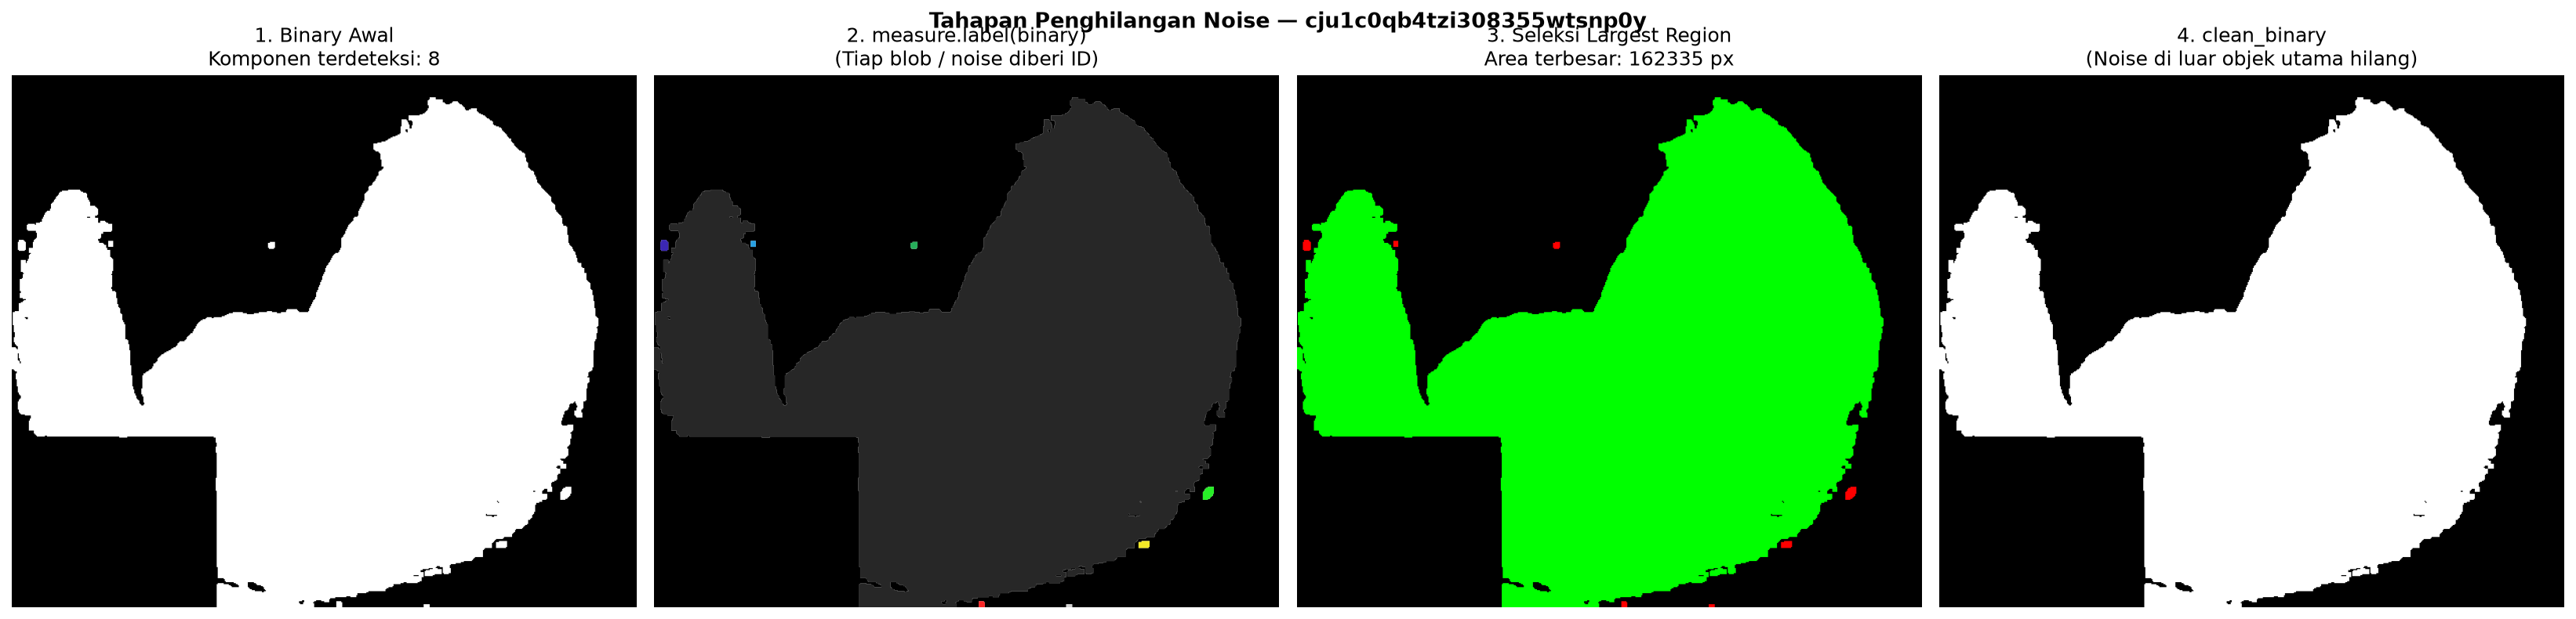 Tahapan Penghilangan Noise — cju1c0qb4tzi308355wtsnp0y
1. Binary Awal
Komponen terdeteksi: 8
2. measure.label(binary)
(Tiap blob / noise diberi ID)
3. Seleksi Largest Region
Area terbesar: 162335 px
4. clean_binary
(Noise di luar objek utama hilang)